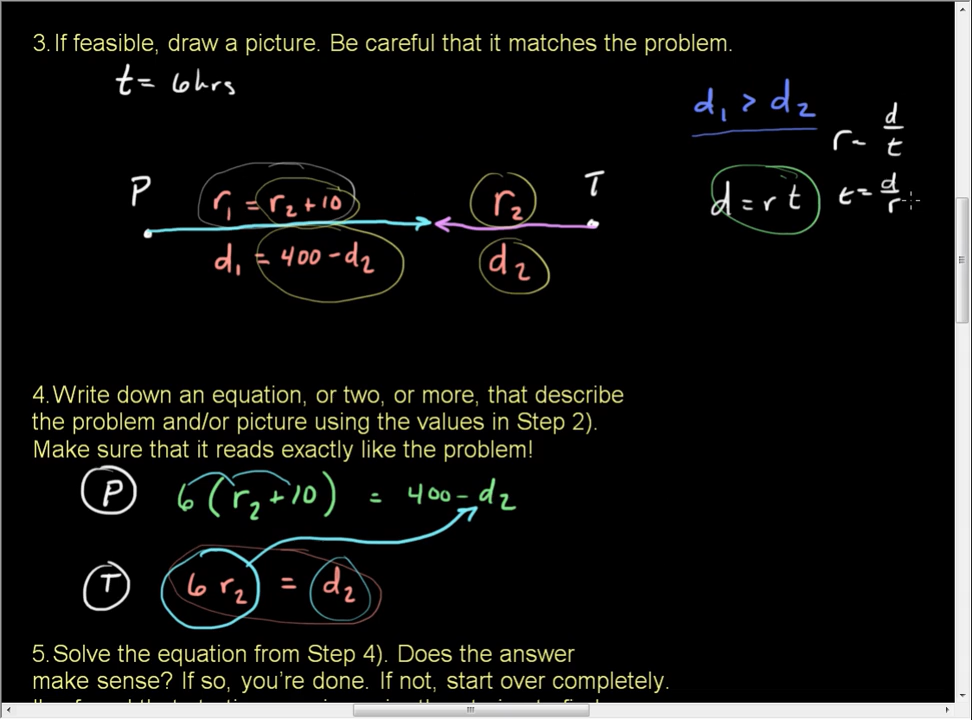 3. If feasible, draw a picture. Be careful that it matches the problem.
t = 6hrs
d₁ > d₂
r = d/t
P
r₁ = r₂+10
r₂
T
d = r t
t = d/r
d₁ = 400 - d₂
d₂
4. Write down an equation, or two, or more, that describe
the problem and/or picture using the values in Step 2).
Make sure that it reads exactly like the problem!
P 6(r₂+10) = 400 - d₂
T 6 r₂ = d₂
5. Solve the equation from Step 4). Does the answer
make sense? If so, you're done. If not, start over completely.